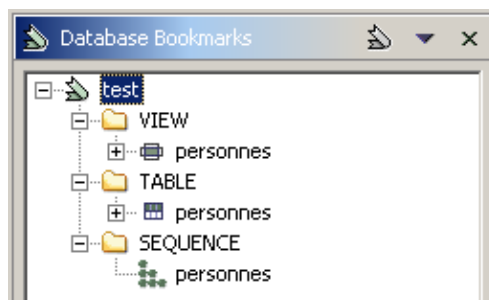 Database Bookmarks
test
VIEW
personnes
TABLE
personnes
SEQUENCE
personnes